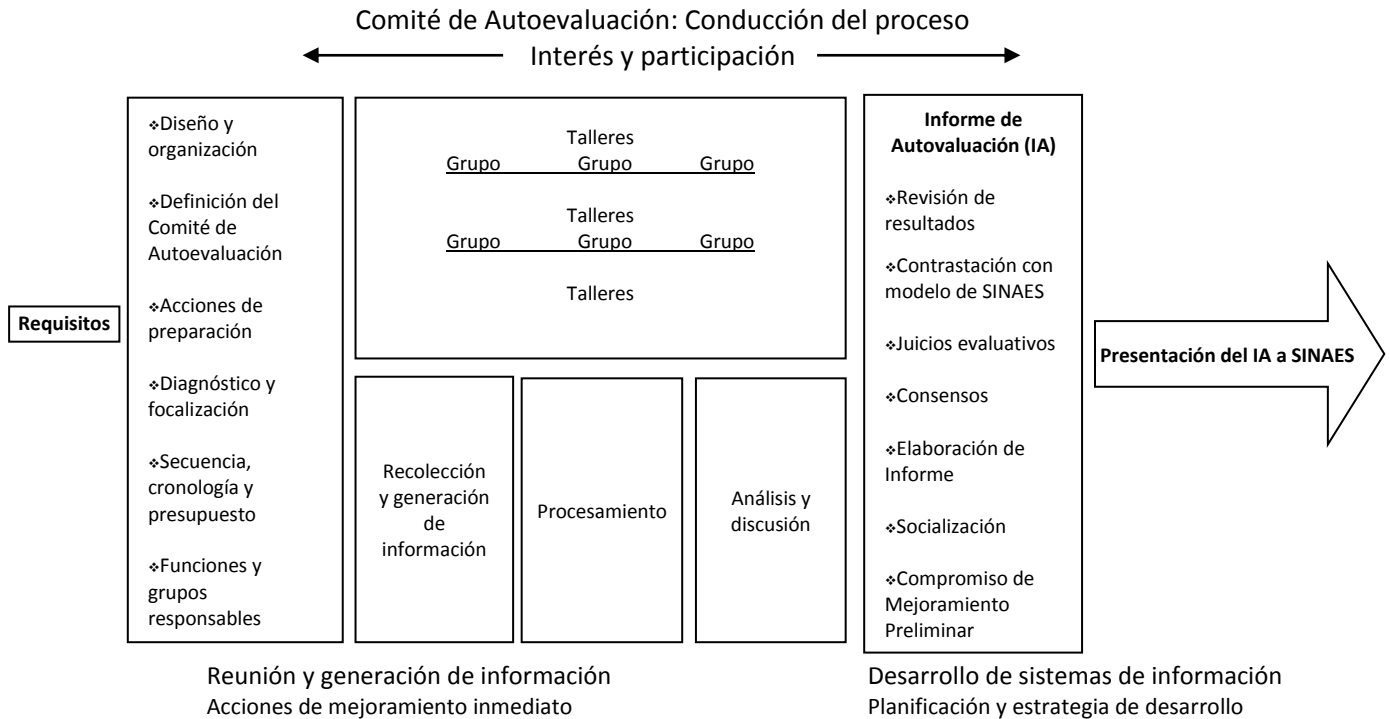 Comité de Autoevaluación: Conducción del proceso
Interés y participación
Requisitos
❖Diseño y
organización
❖Definición del
Comité de
Autoevaluación
❖Acciones de
preparación
❖Diagnóstico y
focalización
❖Secuencia,
cronología y
presupuesto
❖Funciones y
grupos
responsables
Talleres
Grupo Grupo Grupo
Talleres
Grupo Grupo Grupo
Talleres
Recolección
y generación
de
información
Procesamiento
Análisis y
discusión
Informe de
Autovaluación (IA)
❖Revisión de
resultados
❖Contrastación con
modelo de SINAES
❖Juicios evaluativos
❖Consensos
❖Elaboración de
Informe
❖Socialización
❖Compromiso de
Mejoramiento
Preliminar
Presentación del IA a SINAES
Reunión y generación de información
Acciones de mejoramiento inmediato
Desarrollo de sistemas de información
Planificación y estrategia de desarrollo